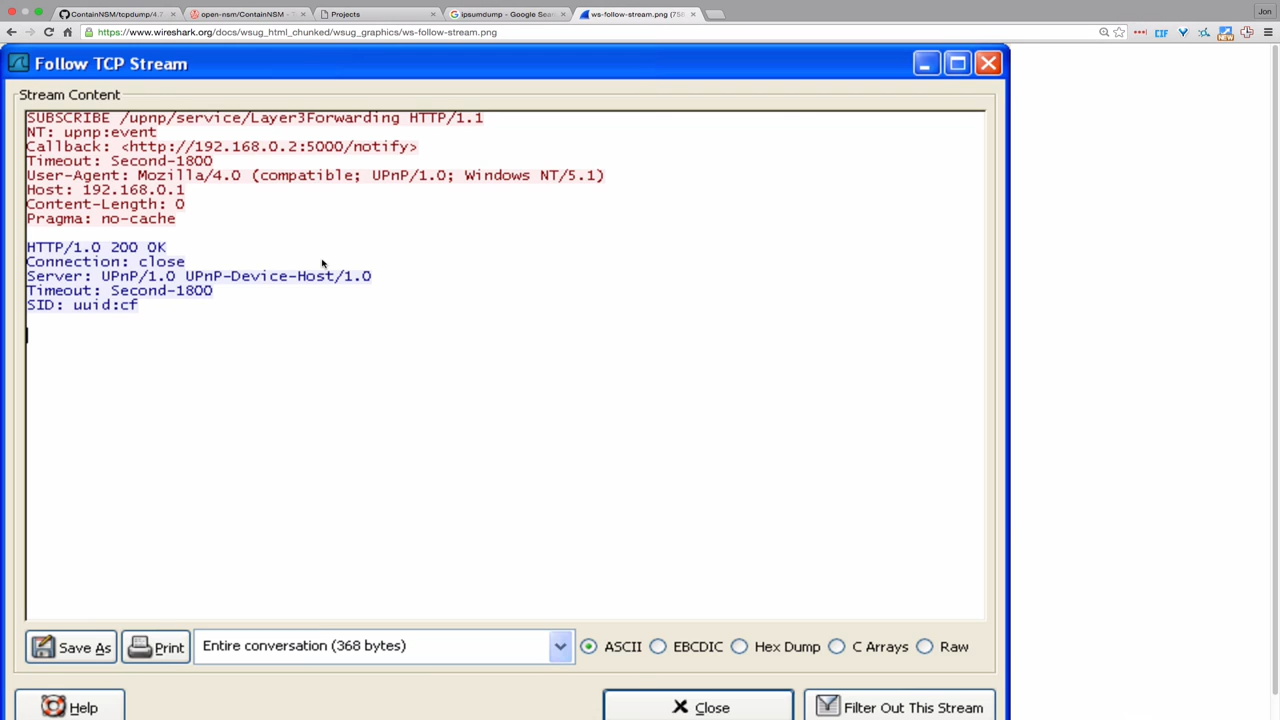 ContainNSM/tcpdump/4.7
open-nsm/ContainNSM - T
Projects
ipsumdump - Google Sea
ws-follow-stream.png (758
Jon
https://www.wireshark.org/docs/wsug_html_chunked/wsug_graphics/ws-follow-stream.png
CIF
NEW
Follow TCP Stream
Stream Content
SUBSCRIBE /upnp/service/Layer3Forwarding HTTP/1.1
NT: upnp:event
Callback: <http://192.168.0.2:5000/notify>
Timeout: Second-1800
User-Agent: Mozilla/4.0 (compatible; UPnP/1.0; Windows NT/5.1)
Host: 192.168.0.1
Content-Length: 0
Pragma: no-cache
HTTP/1.0 200 OK
Connection: close
Server: UPnP/1.0 UPnP-Device-Host/1.0
Timeout: Second-1800
SID: uuid:cf
Save As
Print
Entire conversation (368 bytes)
ASCII
EBCDIC
Hex Dump
C Arrays
Raw
Help
Close
Filter Out This Stream